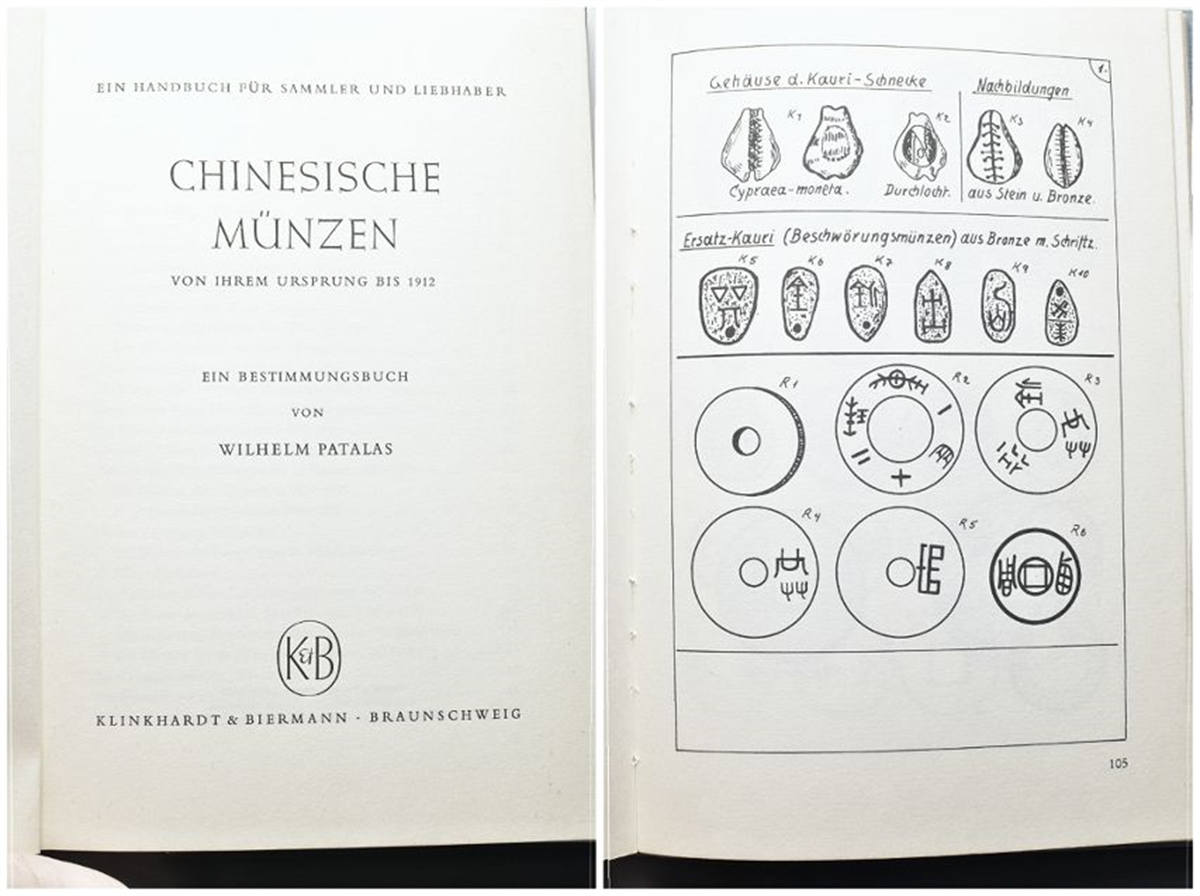 EIN HANDBUCH FÜR SAMMLER UND LIEBHABER
CHINESISCHE
MÜNZEN
VON IHREM URSPRUNG BIS 1912
EIN BESTIMMUNGSBUCH
VON
WILHELM PATALAS
K & B
KLINKHARDT & BIERMANN · BRAUNSCHWEIG
1.
Gehäuse d. Kauri-Schnecke
Nachbildungen
K1 K2 K3 K4
Cypraea-moneta. Durchlocht. aus Stein u. Bronze.
Ersatz-Kauri (Beschwörungsmünzen) aus Bronze m. Schriftz.
K5 K6 K7 K8 K9 K10
R1 R2 R3
R4 R5 R6
105